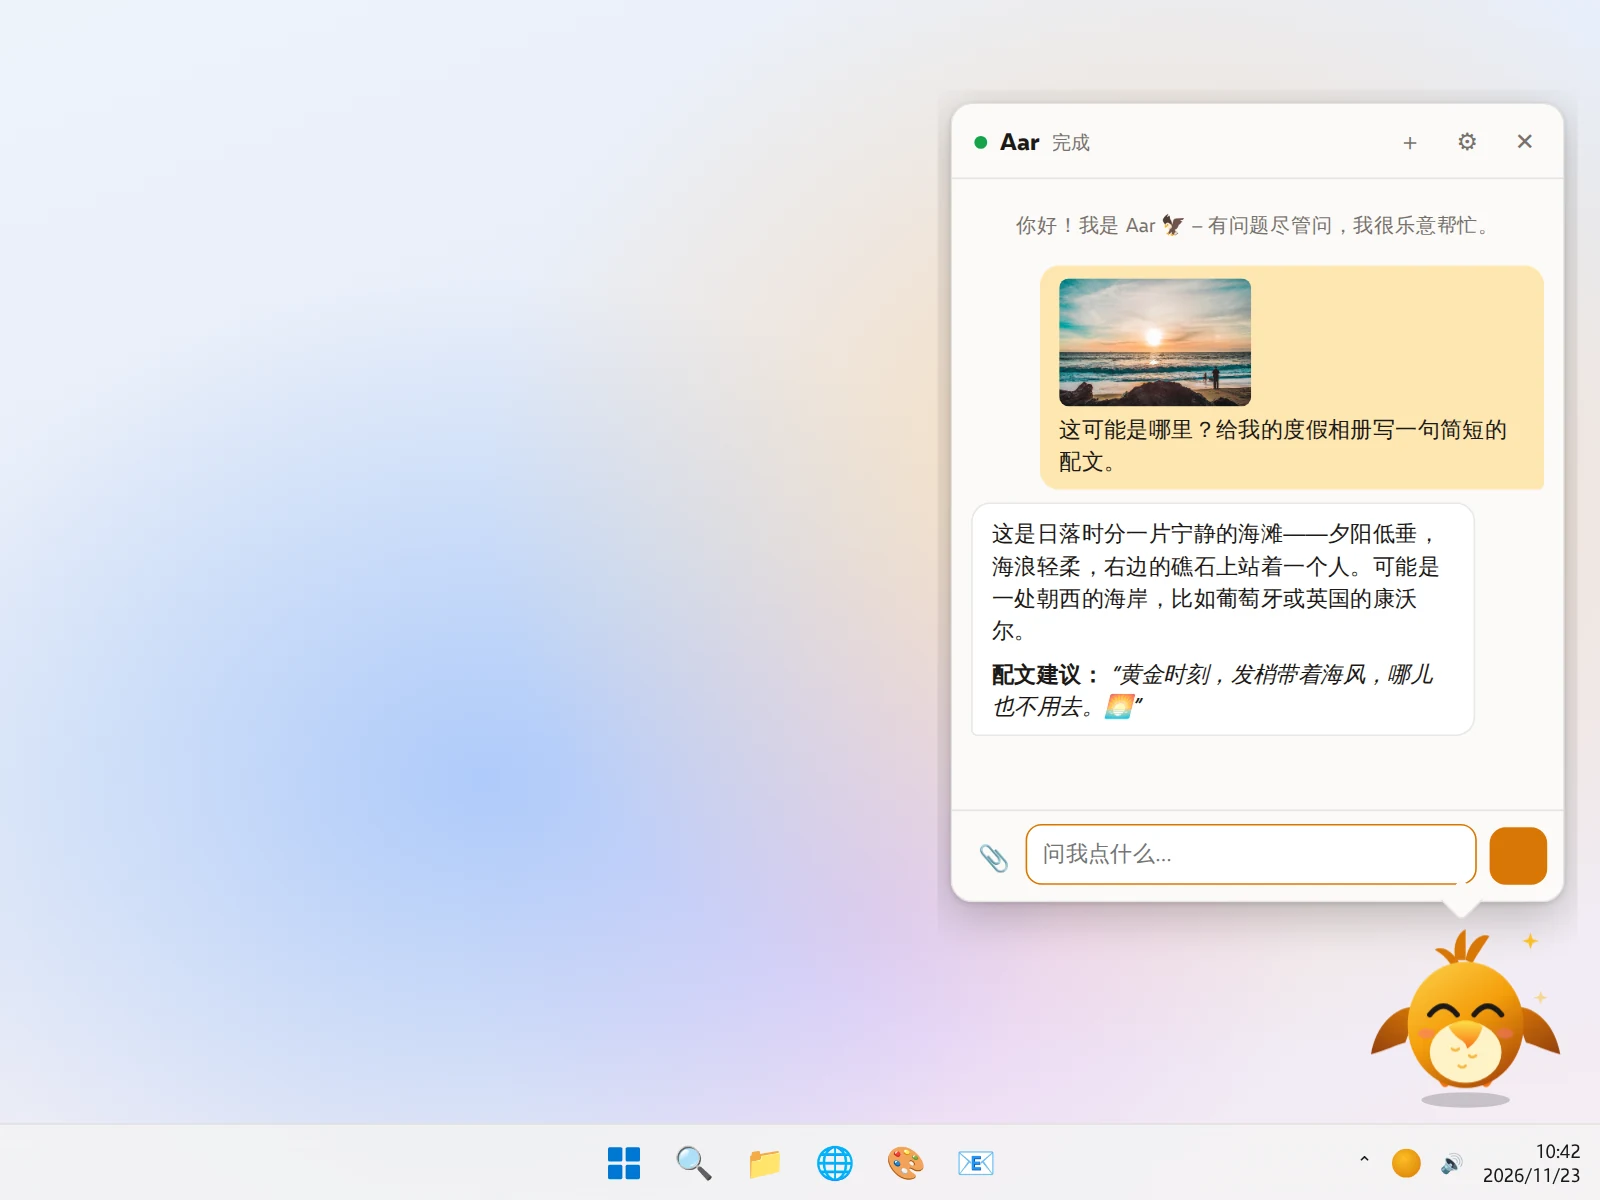 Aar 完成
你好！我是 Aar 🦅 – 有问题尽管问，我很乐意帮忙。
这可能是哪里？给我的度假相册写一句简短的
配文。
这是日落时分一片宁静的海滩——夕阳低垂，
海浪轻柔，右边的礁石上站着一个人。可能是
一处朝西的海岸，比如葡萄牙或英国的康沃
尔。
配文建议： “黄金时刻，发梢带着海风，哪儿
也不用去。🌅”
问我点什么...
10:42
2026/11/23